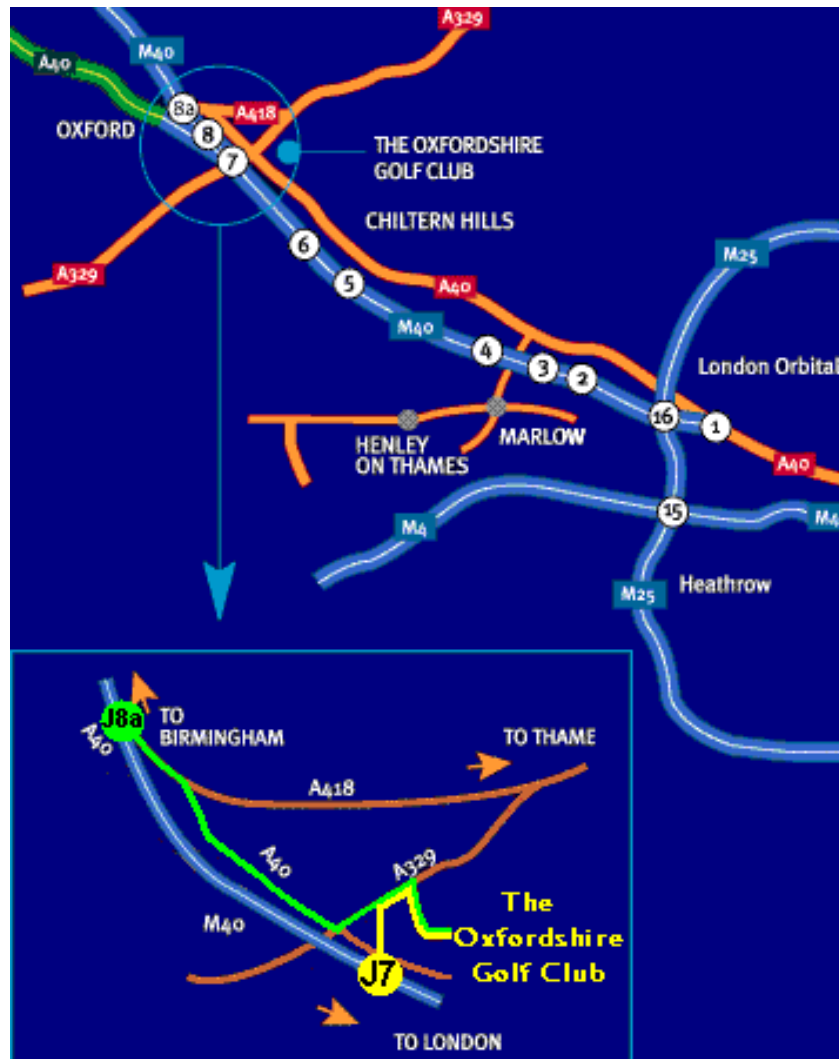 A329
M40
A40
8a
A418
OXFORD
8
THE OXFORDSHIRE
GOLF CLUB
7
CHILTERN HILLS
6
M25
A329
5
A40
M40
4
3
2
London Orbital
16
1
HENLEY
ON THAMES
MARLOW
A40
M4
15
M4
M25
Heathrow
J8a
A40
TO
BIRMINGHAM
TO THAME
A418
A40
A329
M40
The
Oxfordshire
Golf Club
J7
TO LONDON